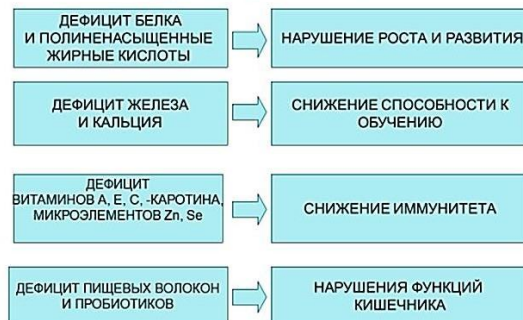 ДЕФИЦИТ БЕЛКА
И ПОЛИНЕНАСЫЩЕННЫЕ
ЖИРНЫЕ КИСЛОТЫ
НАРУШЕНИЕ РОСТА И РАЗВИТИЯ
ДЕФИЦИТ ЖЕЛЕЗА
И КАЛЬЦИЯ
СНИЖЕНИЕ СПОСОБНОСТИ К
ОБУЧЕНИЮ
ДЕФИЦИТ
ВИТАМИНОВ А, Е, С, -КАРОТИНА,
МИКРОЭЛЕМЕНТОВ Zn, Se
СНИЖЕНИЕ ИММУНИТЕТА
ДЕФИЦИТ ПИЩЕВЫХ ВОЛОКОН
И ПРОБИОТИКОВ
НАРУШЕНИЯ ФУНКЦИЙ
КИШЕЧНИКА